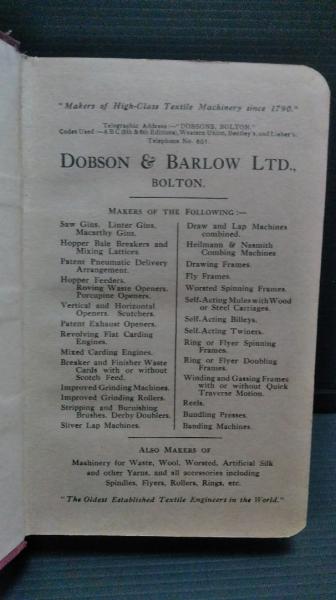 "Makers of High-Class Textile Machinery since 1790."
Telegraphic Address:—"DOBSONS, BOLTON."
Codes Used:—A B C (5th & 6th Editions), Western Union, Bentley's, and Lieber's.
Telephone No. 601.
DOBSON & BARLOW LTD.,
BOLTON.
MAKERS OF THE FOLLOWING:—
Saw Gins, Linter Gins,
Macarthy Gins.
Hopper Bale Breakers and
Mixing Lattices.
Patent Pneumatic Delivery
Arrangement.
Hopper Feeders.
Roving Waste Openers.
Porcupine Openers.
Vertical and Horizontal
Openers. Scutchers.
Patent Exhaust Openers.
Revolving Flat Carding
Engines.
Mixed Carding Engines.
Breaker and Finisher Waste
Cards with or without
Scotch Feed.
Improved Grinding Machines.
Improved Grinding Rollers.
Stripping and Burnishing
Brushes. Derby Doublers.
Sliver Lap Machines.
Draw and Lap Machines
combined.
Heilmann & Nasmith
Combing Machines
Drawing Frames.
Fly Frames.
Worsted Spinning Frames.
Self-Acting Mules with Wood
or Steel Carriages.
Self-Acting Billeys.
Self-Acting Twiners.
Ring or Flyer Spinning
Frames.
Ring or Flyer Doubling
Frames.
Winding and Gassing Frames
with or without Quick
Traverse Motion.
Reels.
Bundling Presses.
Banding Machines.
ALSO MAKERS OF
Machinery for Waste, Wool, Worsted, Artificial Silk
and other Yarns, and all accessories including
Spindles, Flyers, Rollers, Rings, etc.
"The Oldest Established Textile Engineers in the World."